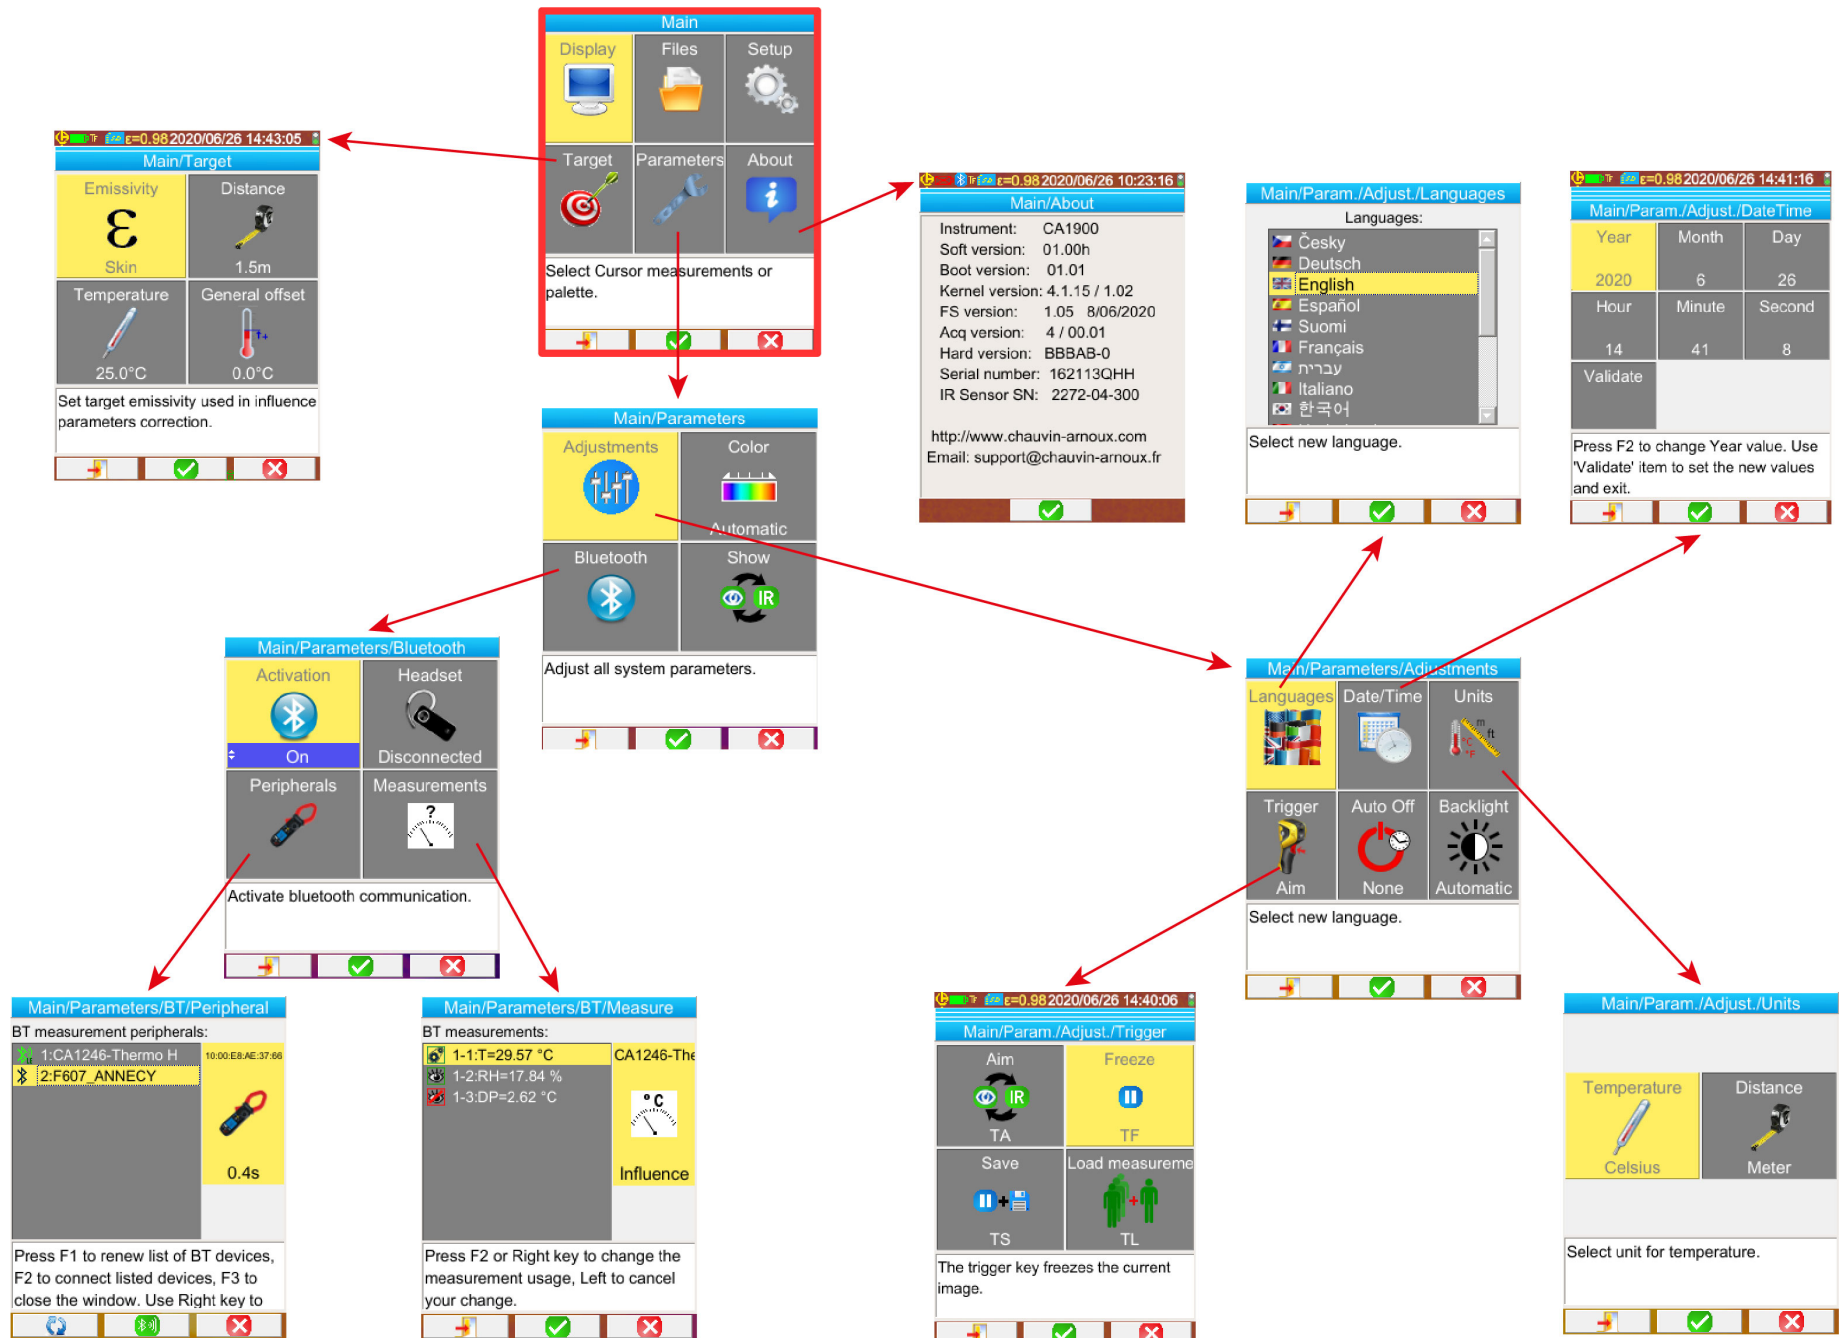 Main
Display Files Setup
Target Parameters About
Select Cursor measurements or
palette.
TF ε=0.98 2020/06/26 14:43:05
Main/Target
Emissivity Distance
ε
Skin 1.5m
Temperature General offset
25.0°C 0.0°C
Set target emissivity used in influence
parameters correction.
TF ε=0.98 2020/06/26 10:23:16
Main/About
Instrument: CA1900
Soft version: 01.00h
Boot version: 01.01
Kernel version: 4.1.15 / 1.02
FS version: 1.05 8/06/2020
Acq version: 4 / 00.01
Hard version: BBBAB-0
Serial number: 162113QHH
IR Sensor SN: 2272-04-300
http://www.chauvin-arnoux.com
Email: support@chauvin-arnoux.fr
Main/Param./Adjust./Languages
Languages:
Česky
Deutsch
English
Español
Suomi
Français
עברית
Italiano
한국어
Select new language.
TF ε=0.98 2020/06/26 14:41:16
Main/Param./Adjust./DateTime
Year Month Day
2020 6 26
Hour Minute Second
14 41 8
Validate
Press F2 to change Year value. Use
'Validate' item to set the new values
and exit.
Main/Parameters
Adjustments Color
Automatic
Bluetooth Show
IR
Adjust all system parameters.
Main/Parameters/Bluetooth
Activation Headset
On Disconnected
Peripherals Measurements
?
Activate bluetooth communication.
Main/Parameters/Adjustments
Languages Date/Time Units
m
ft
°C
°F
Trigger Auto Off Backlight
Aim None Automatic
Select new language.
Main/Parameters/BT/Peripheral
BT measurement peripherals:
1:CA1246-Thermo H 10:00:E8:AE:37:66
2:F607_ANNECY
0.4s
Press F1 to renew list of BT devices,
F2 to connect listed devices, F3 to
close the window. Use Right key to
Main/Parameters/BT/Measure
BT measurements:
1-1:T=29.57 °C CA1246-The
1-2:RH=17.84 %
1-3:DP=2.62 °C
°C
Influence
Press F2 or Right key to change the
measurement usage, Left to cancel
your change.
TF ε=0.98 2020/06/26 14:40:06
Main/Param./Adjust./Trigger
Aim Freeze
IR
TA TF
Save Load measureme
TS TL
The trigger key freezes the current
image.
Main/Param./Adjust./Units
Temperature Distance
Celsius Meter
Select unit for temperature.